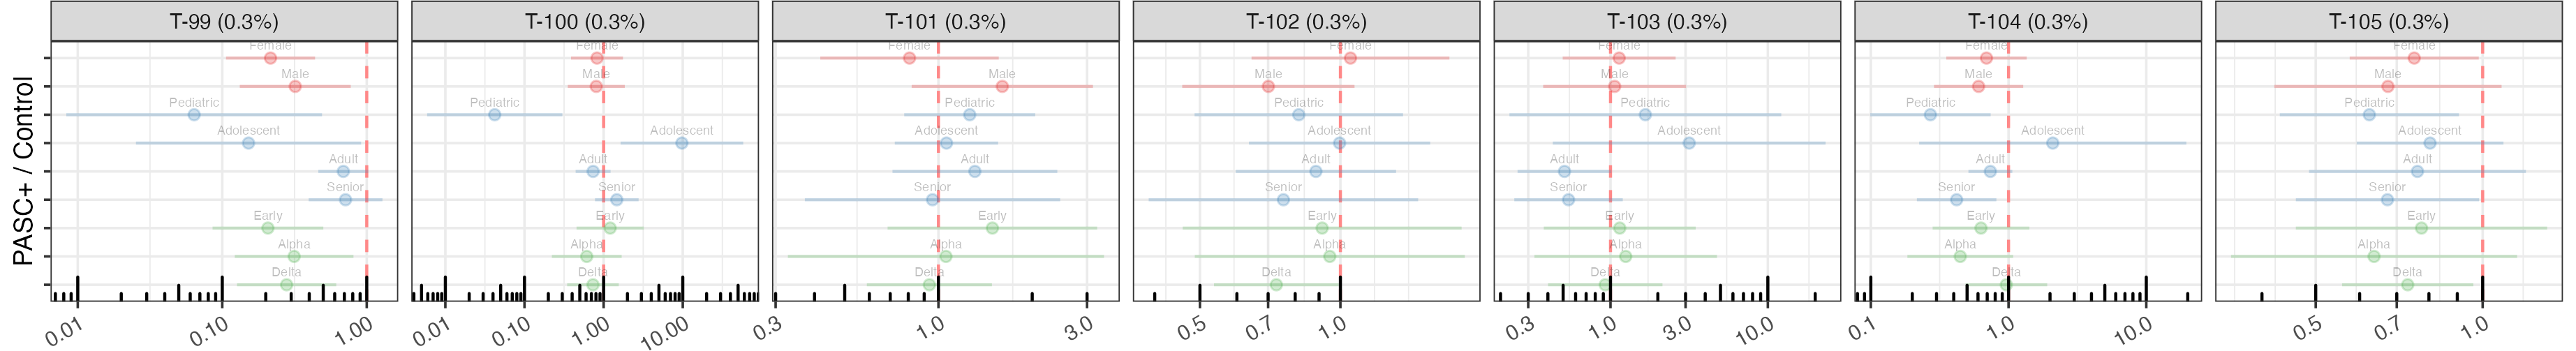 T-99 (0.3%)
T-100 (0.3%)
T-101 (0.3%)
T-102 (0.3%)
T-103 (0.3%)
T-104 (0.3%)
T-105 (0.3%)
PASC+ / Control
Female
Male
Pediatric
Adolescent
Adult
Senior
Early
Alpha
Delta
0.01
0.10
1.00
Female
Male
Pediatric
Adolescent
Adult
Senior
Early
Alpha
Delta
0.01
0.10
1.00
10.00
Female
Male
Pediatric
Adolescent
Adult
Senior
Early
Alpha
Delta
0.3
1.0
3.0
Female
Male
Pediatric
Adolescent
Adult
Senior
Early
Alpha
Delta
0.5
0.7
1.0
Female
Male
Pediatric
Adolescent
Adult
Senior
Early
Alpha
Delta
0.3
1.0
3.0
10.0
Female
Male
Pediatric
Adolescent
Adult
Senior
Early
Alpha
Delta
0.1
1.0
10.0
Female
Male
Pediatric
Adolescent
Adult
Senior
Early
Alpha
Delta
0.5
0.7
1.0